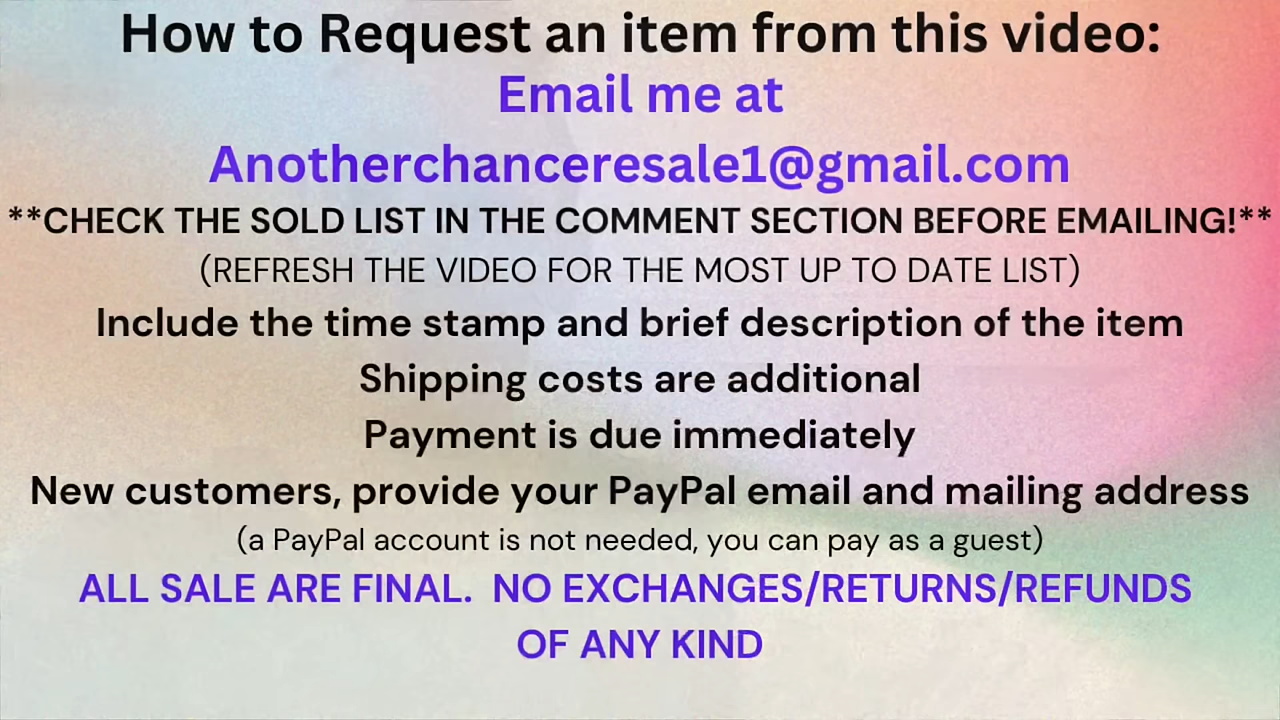 How to Request an item from this video:
Email me at
Anotherchanceresale1@gmail.com
**CHECK THE SOLD LIST IN THE COMMENT SECTION BEFORE EMAILING!**
(REFRESH THE VIDEO FOR THE MOST UP TO DATE LIST)
Include the time stamp and brief description of the item
Shipping costs are additional
Payment is due immediately
New customers, provide your PayPal email and mailing address
(a PayPal account is not needed, you can pay as a guest)
ALL SALE ARE FINAL.  NO EXCHANGES/RETURNS/REFUNDS
OF ANY KIND